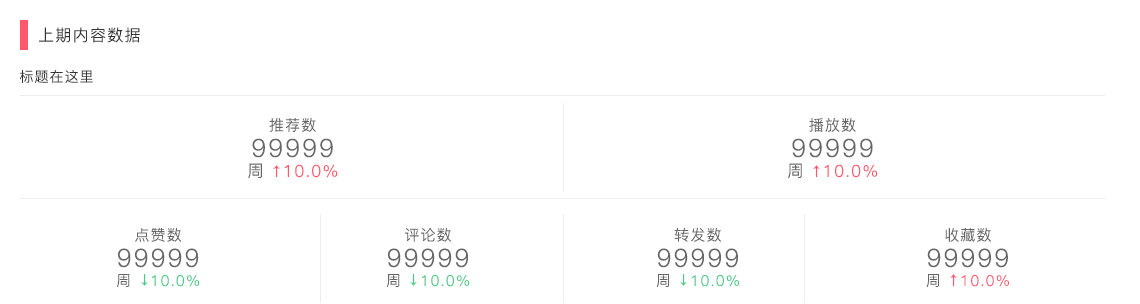 上期内容数据
标题在这里
推荐数 播放数
99999 99999
周 ↑10.0% 周 ↑10.0%
点赞数 评论数 转发数 收藏数
99999 99999 99999 99999
周 ↓10.0% 周 ↓10.0% 周 ↓10.0% 周 ↑10.0%